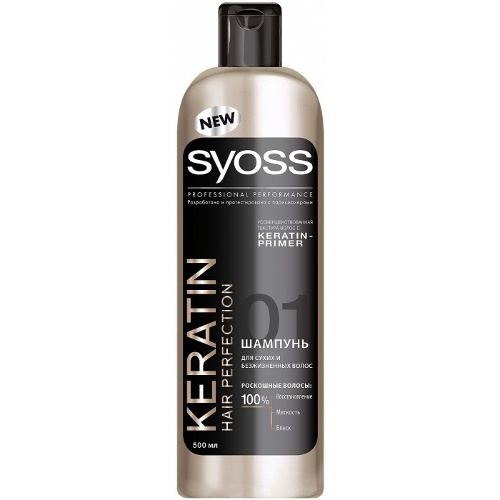 NEW
syoss
PROFESSIONAL PERFORMANCE
Разработано и протестировано с парикмахерами
УСОВЕРШЕНСТВОВАННАЯ
ТЕКСТУРА ВОЛОС С
KERATIN-
PRIMER
KERATIN
HAIR PERFECTION
01
ШАМПУНЬ
ДЛЯ СУХИХ И
БЕЗЖИЗНЕННЫХ ВОЛОС
РОСКОШНЫЕ ВОЛОСЫ:
100%
Восстановление
Мягкость
Блеск
500 мл